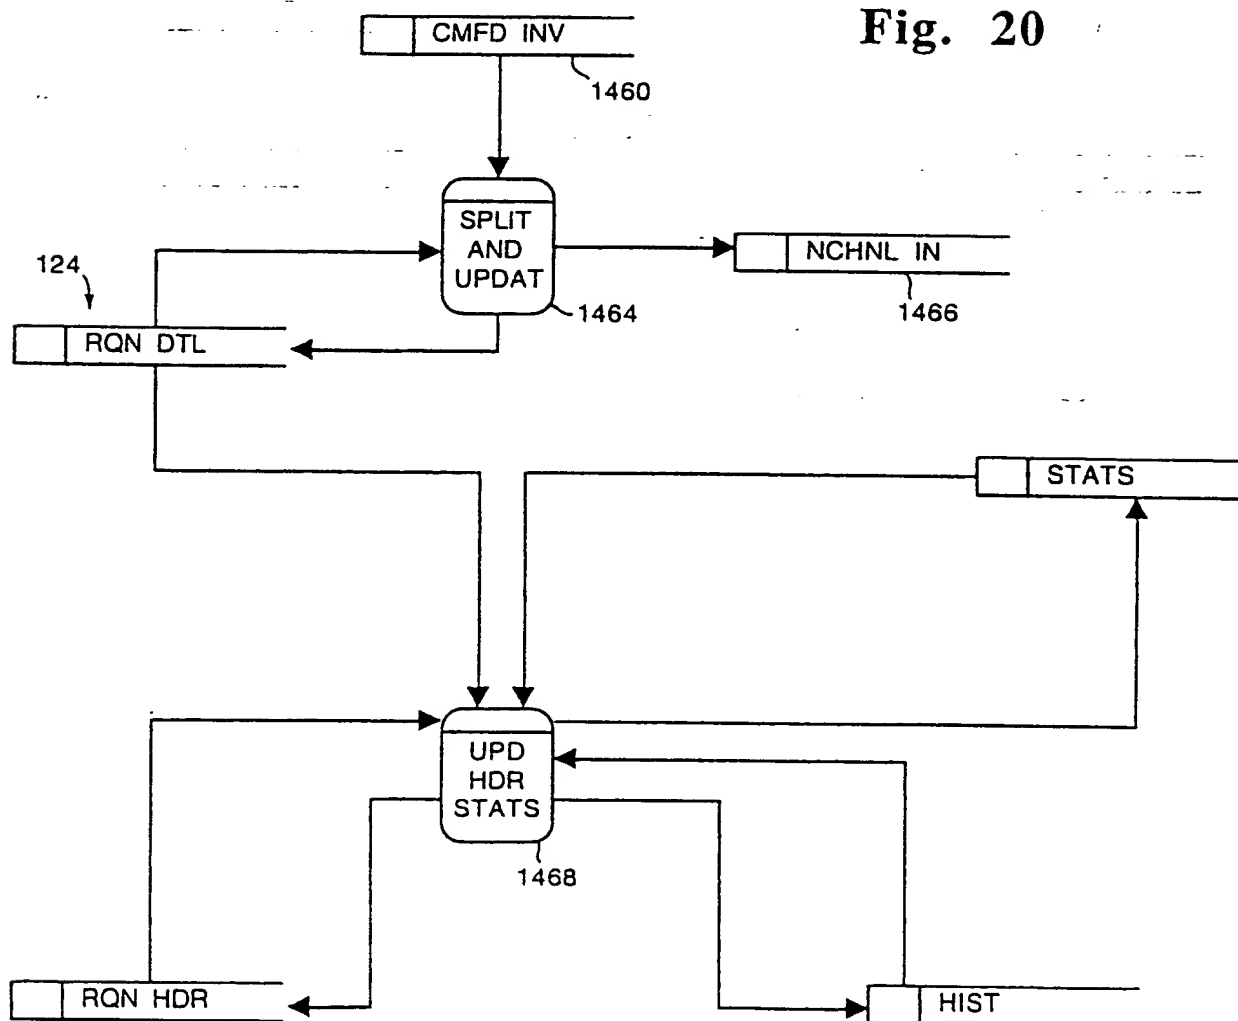 Fig. 20
CMFD INV
1460
SPLIT
AND
UPDAT
1464
NCHNL IN
1466
124
RQN DTL
STATS
UPD
HDR
STATS
1468
RQN HDR
HIST